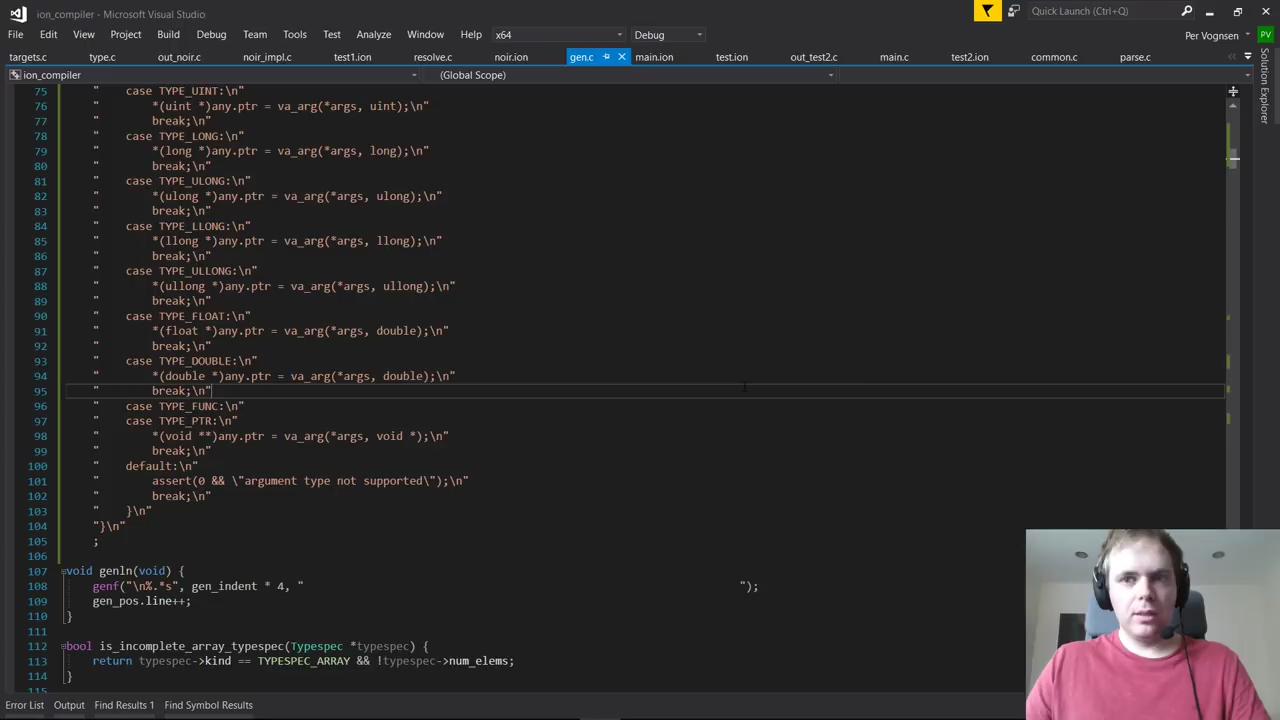 ion_compiler - Microsoft Visual Studio
Quick Launch (Ctrl+Q)
File Edit View Project Build Debug Team Tools Test Analyze Window Help x64 Debug Per Vognsen PV
targets.c type.c out_noir.c noir_impl.c test1.ion resolve.c noir.ion gen.c main.ion test.ion out_test2.c main.c test2.ion common.c parse.c
ion_compiler (Global Scope)
Solution Explorer
75 "    case TYPE_UINT:\n"
76 "        *(uint *)any.ptr = va_arg(*args, uint);\n"
77 "        break;\n"
78 "    case TYPE_LONG:\n"
79 "        *(long *)any.ptr = va_arg(*args, long);\n"
80 "        break;\n"
81 "    case TYPE_ULONG:\n"
82 "        *(ulong *)any.ptr = va_arg(*args, ulong);\n"
83 "        break;\n"
84 "    case TYPE_LLONG:\n"
85 "        *(llong *)any.ptr = va_arg(*args, llong);\n"
86 "        break;\n"
87 "    case TYPE_ULLONG:\n"
88 "        *(ullong *)any.ptr = va_arg(*args, ullong);\n"
89 "        break;\n"
90 "    case TYPE_FLOAT:\n"
91 "        *(float *)any.ptr = va_arg(*args, double);\n"
92 "        break;\n"
93 "    case TYPE_DOUBLE:\n"
94 "        *(double *)any.ptr = va_arg(*args, double);\n"
95 "        break;\n"
96 "    case TYPE_FUNC:\n"
97 "    case TYPE_PTR:\n"
98 "        *(void **)any.ptr = va_arg(*args, void *);\n"
99 "        break;\n"
100 "    default:\n"
101 "        assert(0 && \"argument type not supported\");\n"
102 "        break;\n"
103 "    }\n"
104 "}\n"
105 ;
106
107 void genln(void) {
108 genf("\n%.*s", gen_indent * 4, "                                                                  ");
109 gen_pos.line++;
110 }
111
112 bool is_incomplete_array_typespec(Typespec *typespec) {
113 return typespec->kind == TYPESPEC_ARRAY && !typespec->num_elems;
114 }
115
Error List Output Find Results 1 Find Symbol Results